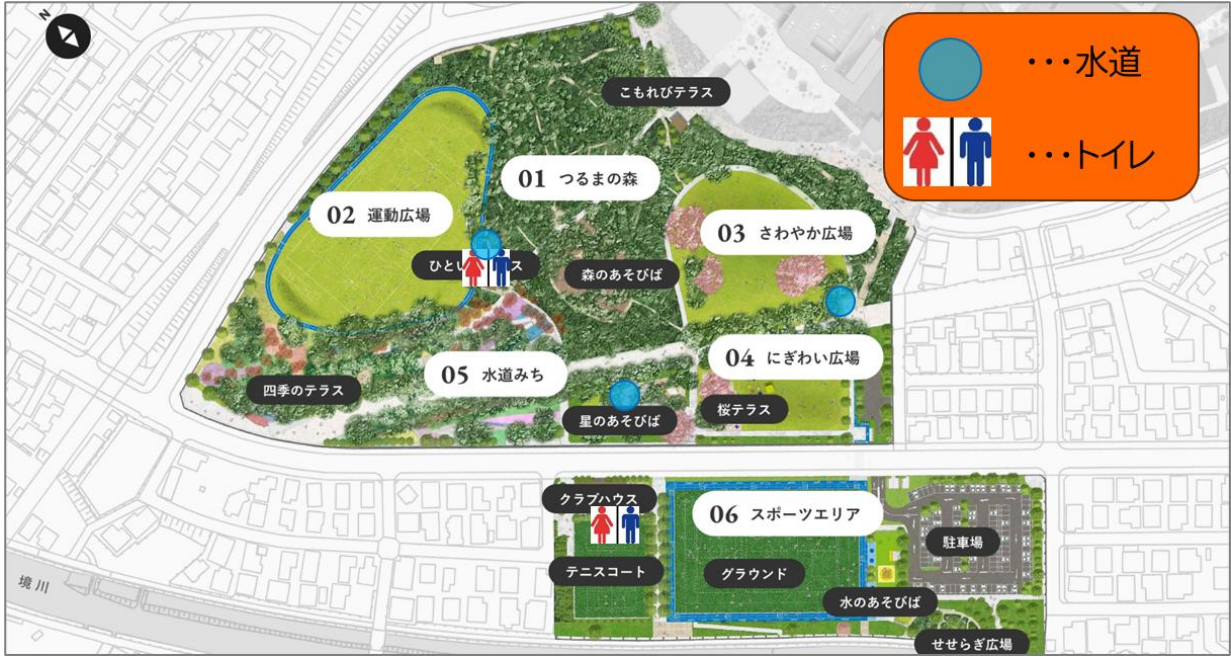 N
・・・水道
・・・トイレ
こもれびテラス
01 つるまの森
02 運動広場
03 さわやか広場
ひとい
ス
森のあそびば
04 にぎわい広場
05 水道みち
四季のテラス
星のあそびば
桜テラス
クラブハウス
06 スポーツエリア
駐車場
テニスコート
グラウンド
境川
水のあそびば
せせらぎ広場